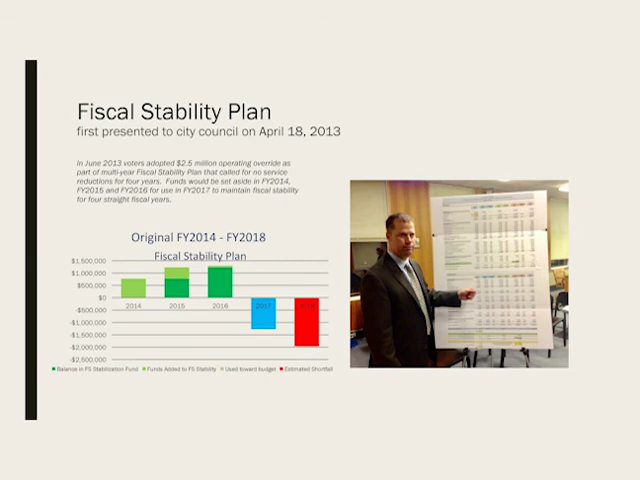 Fiscal Stability Plan
first presented to city council on April 18, 2013
In June 2013 voters adopted $2.5 million operating override as
part of multi-year Fiscal Stability Plan that called for no service
reductions for four years. Funds would be set aside in FY2014,
FY2015 and FY2016 for use in FY2017 to maintain fiscal stability
for four straight fiscal years.
Original FY2014 - FY2018
Fiscal Stability Plan
$1,500,000
$1,000,000
$500,000
$0
-$500,000
-$1,000,000
-$1,500,000
-$2,000,000
-$2,500,000
2014 2015 2016 2017
Balance in FS Stabilization Fund Funds Added to FS Stability Used toward budget Estimated Shortfall